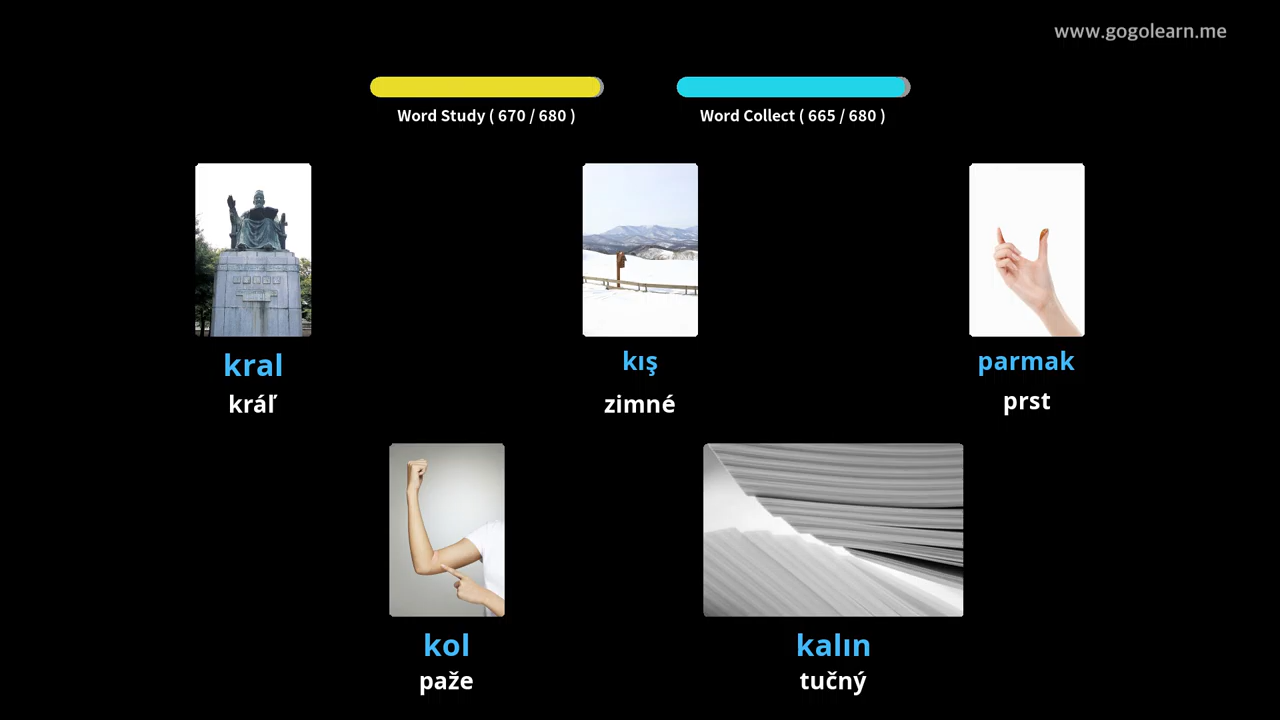 www.gogolearn.me
Word Study ( 670 / 680 )
Word Collect ( 665 / 680 )
kral
kráľ
kış
zimné
parmak
prst
kol
paže
kalın
tučný